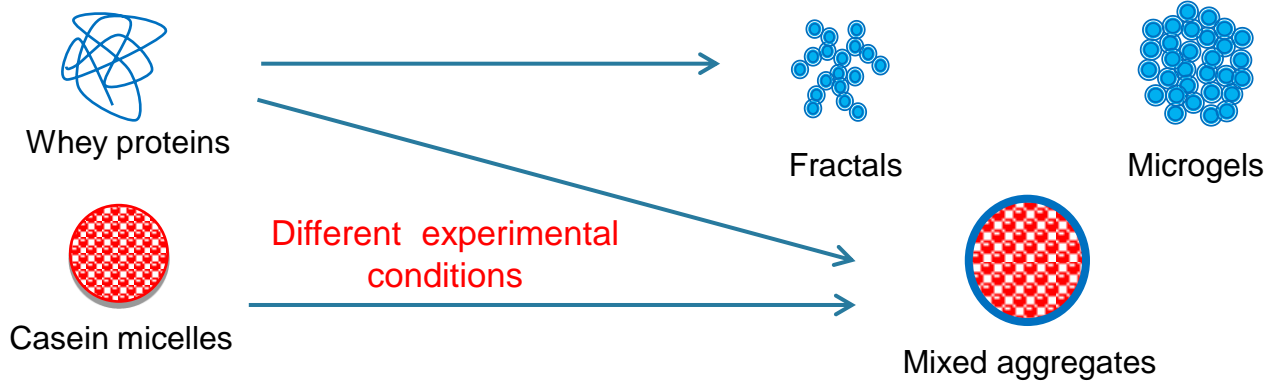 Whey proteins
Fractals
Microgels
Different experimental
conditions
Casein micelles
Mixed aggregates